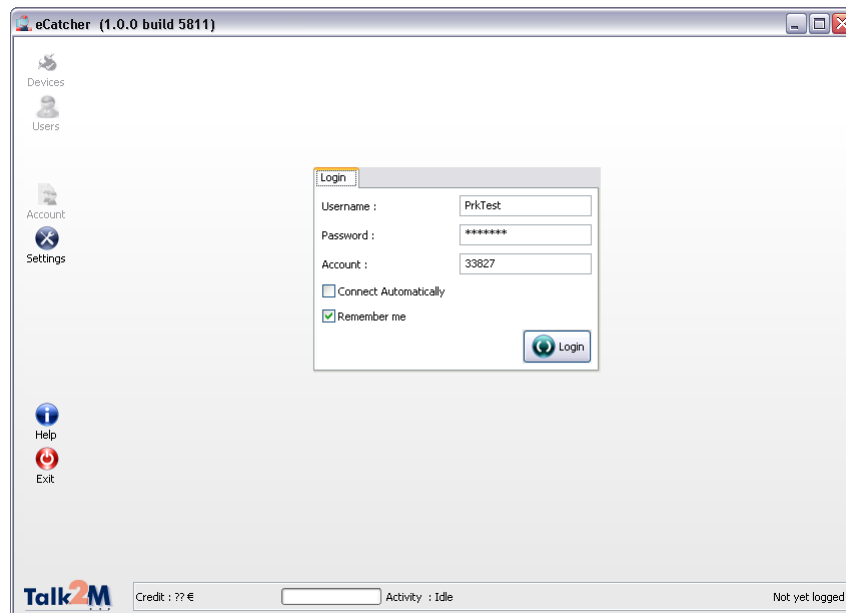 eCatcher (1.0.0 build 5811)
Devices
Users
Account
Settings
Help
Exit
Login
Username :
PrkTest
Password :
*******
Account :
33827
Connect Automatically
Remember me
Login
Talk2M
Credit : ?? €
Activity : Idle
Not yet logged